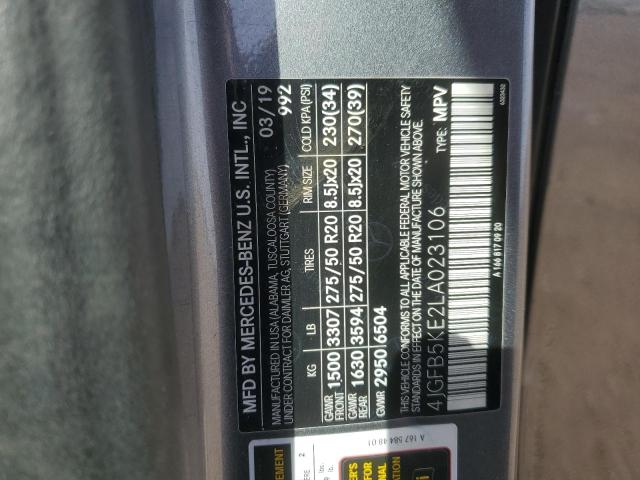 MFD BY MERCEDES-BENZ U.S. INTL., INC
MANUFACTURED IN USA (ALABAMA, TUSCALOOSA COUNTY) 03/19
UNDER CONTRACT FOR DAIMLER AG, STUTTGART (GERMANY) 992
KG LB TIRES RIM SIZE COLD KPA(PSI)
GAWR FRONT 1500 3307 275/50 R20 8.5Jx20 230(34)
GAWR REAR 1630 3594 275/50 R20 8.5Jx20 270(39)
GVWR 2950 6504
THIS VEHICLE CONFORMS TO ALL APPLICABLE FEDERAL MOTOR VEHICLE SAFETY
STANDARDS IN EFFECT ON THE DATE OF MANUFACTURE SHOWN ABOVE.
4JGFB5KE2LA023106 TYPE: MPV
A 166 817 09 20
A 167 584 48 01